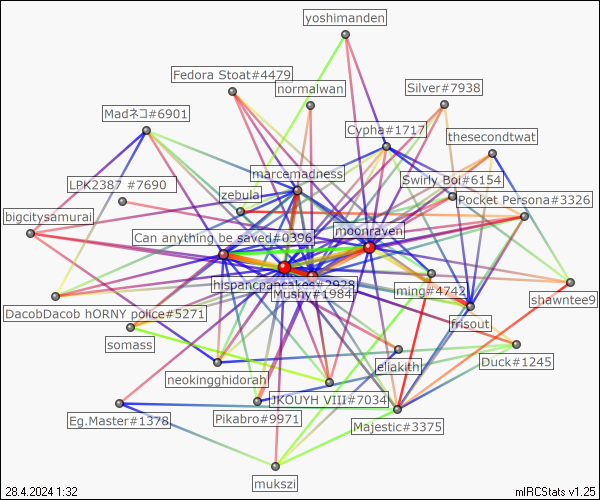 yoshimanden
Fedora Stoat#4479
normalwan
Silver#7938
Madネコ#6901
Cypha#1717
thesecondtwat
marcemadness
Swirly Boi#6154
LPK2387 #7690
zebula
Pocket Persona#3326
bigcitysamurai
Can anything be saved#0396
moonraven
hispancpancakes#2928
ming#4742
shawntee9
Mushy#1984
DacobDacob hORNY police#5271
frisout
somass
eliakith
Duck#1245
neokingghidorah
JKOUYH VIII#7034
Eg.Master#1378
Pikabro#9971
Majestic#3375
mukszi
28.4.2024 1:32
mIRCStats v1.25